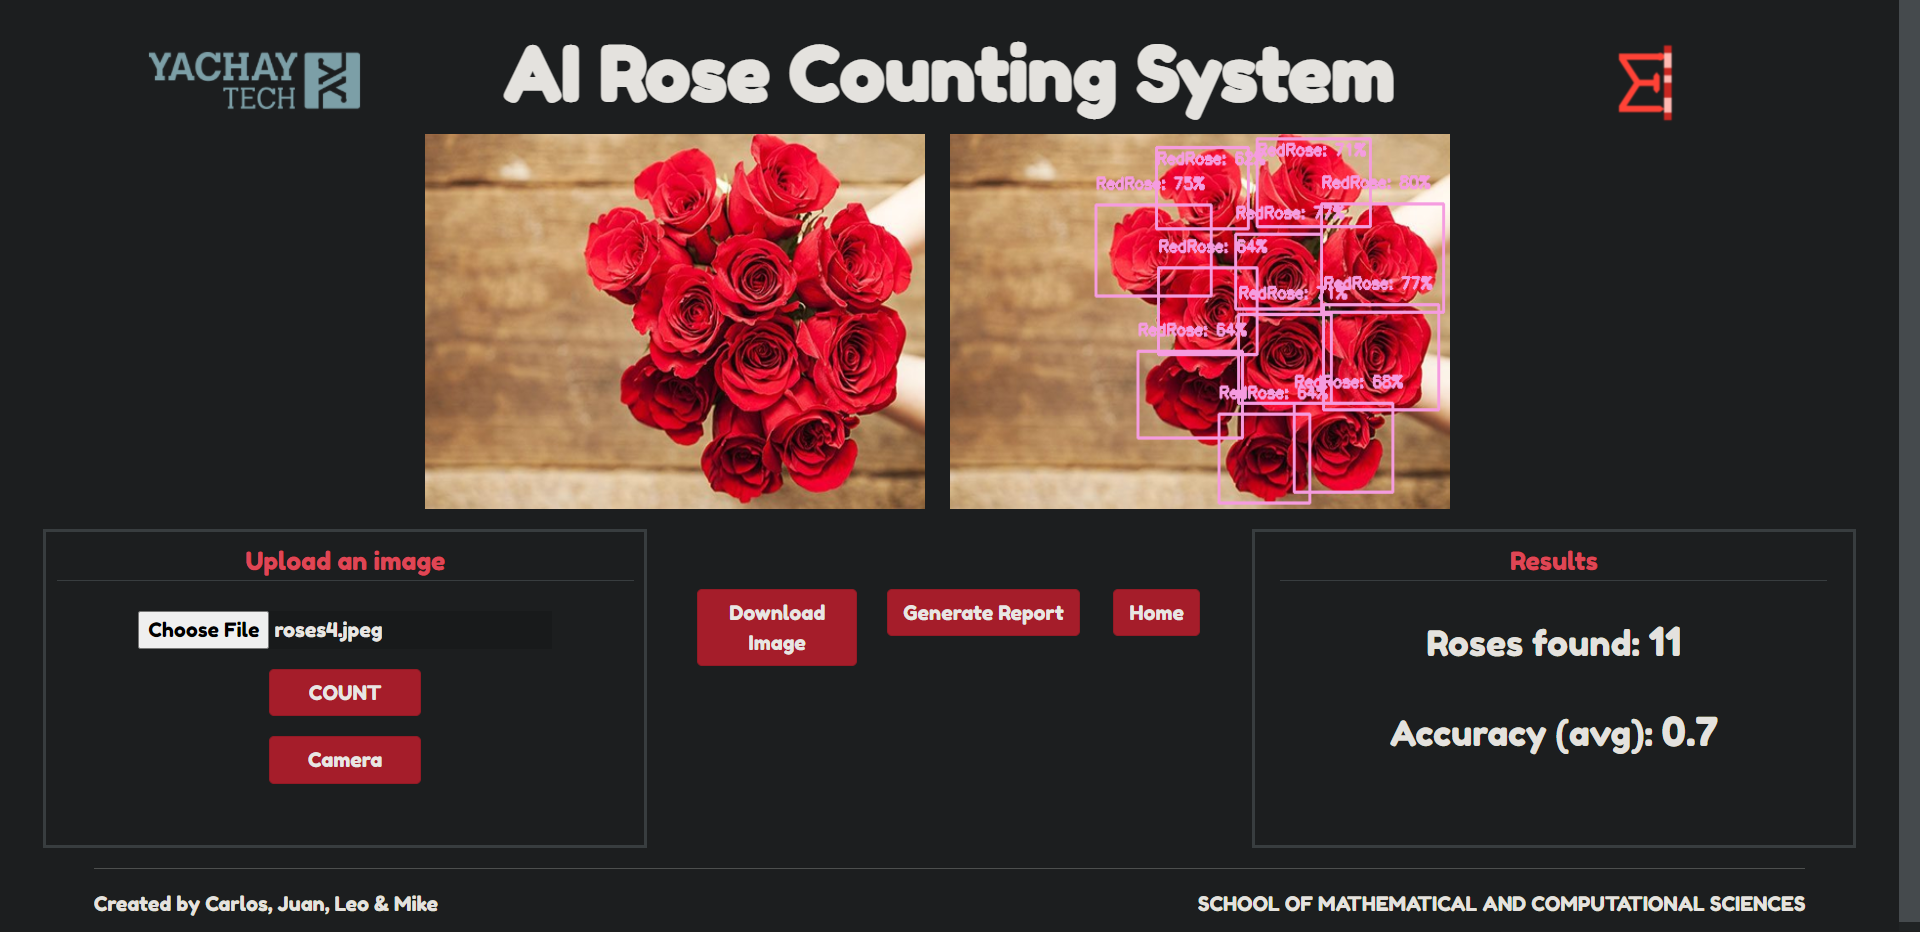 YACHAY
TECH
AI Rose Counting System
RedRose:
RedRose: 71%
RedRose: 75%
RedRose: 80%
RedRose: 77%
RedRose: 64%
RedRose: 77%
RedRose: 71%
RedRose: 64%
RedRose: 68%
RedRose: 64%
Upload an image
Choose File roses4.jpeg
COUNT
Camera
Download
Image
Generate Report
Home
Results
Roses found: 11
Accuracy (avg): 0.7
Created by Carlos, Juan, Leo & Mike
SCHOOL OF MATHEMATICAL AND COMPUTATIONAL SCIENCES